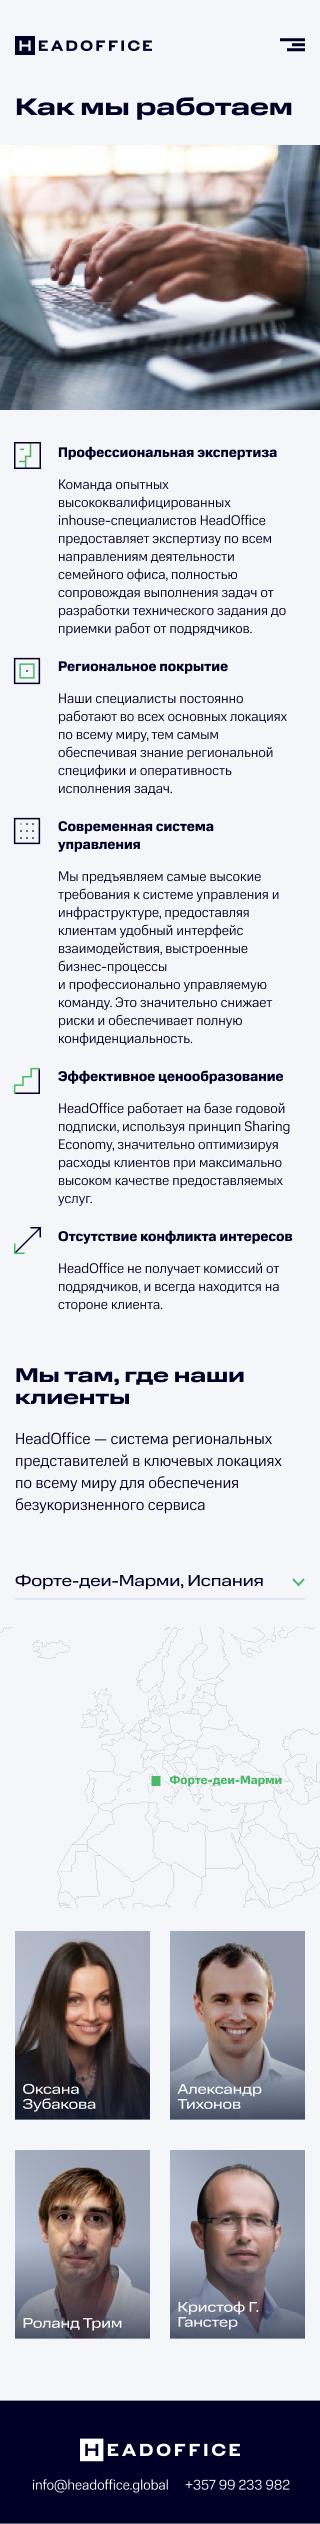 HEADOFFICE
Как мы работаем
Профессиональная экспертиза
Команда опытных
высококвалифицированных
inhouse-специалистов HeadOffice
предоставляет экспертизу по всем
направлениям деятельности
семейного офиса, полностью
сопровождая выполнения задач от
разработки технического задания до
приемки работ от подрядчиков.
Региональное покрытие
Наши специалисты постоянно
работают во всех основных локациях
по всему миру, тем самым
обеспечивая знание региональной
специфики и оперативность
исполнения задач.
Современная система
управления
Мы предъявляем самые высокие
требования к системе управления и
инфраструктуре, предоставляя
клиентам удобный интерфейс
взаимодействия, выстроенные
бизнес-процессы
и профессионально управляемую
команду. Это значительно снижает
риски и обеспечивает полную
конфиденциальность.
Эффективное ценообразование
HeadOffice работает на базе годовой
подписки, используя принцип Sharing
Economy, значительно оптимизируя
расходы клиентов при максимально
высоком качестве предоставляемых
услуг.
Отсутствие конфликта интересов
HeadOffice не получает комиссий от
подрядчиков, и всегда находится на
стороне клиента.
Мы там, где наши
клиенты
HeadOffice — система региональных
представителей в ключевых локациях
по всему миру для обеспечения
безукоризненного сервиса
Форте-деи-Марми, Испания
Форте-деи-Марми
Оксана
Зубакова
Александр
Тихонов
Роланд Трим
Кристоф Г.
Ганстер
HEADOFFICE
info@headoffice.global +357 99 233 982